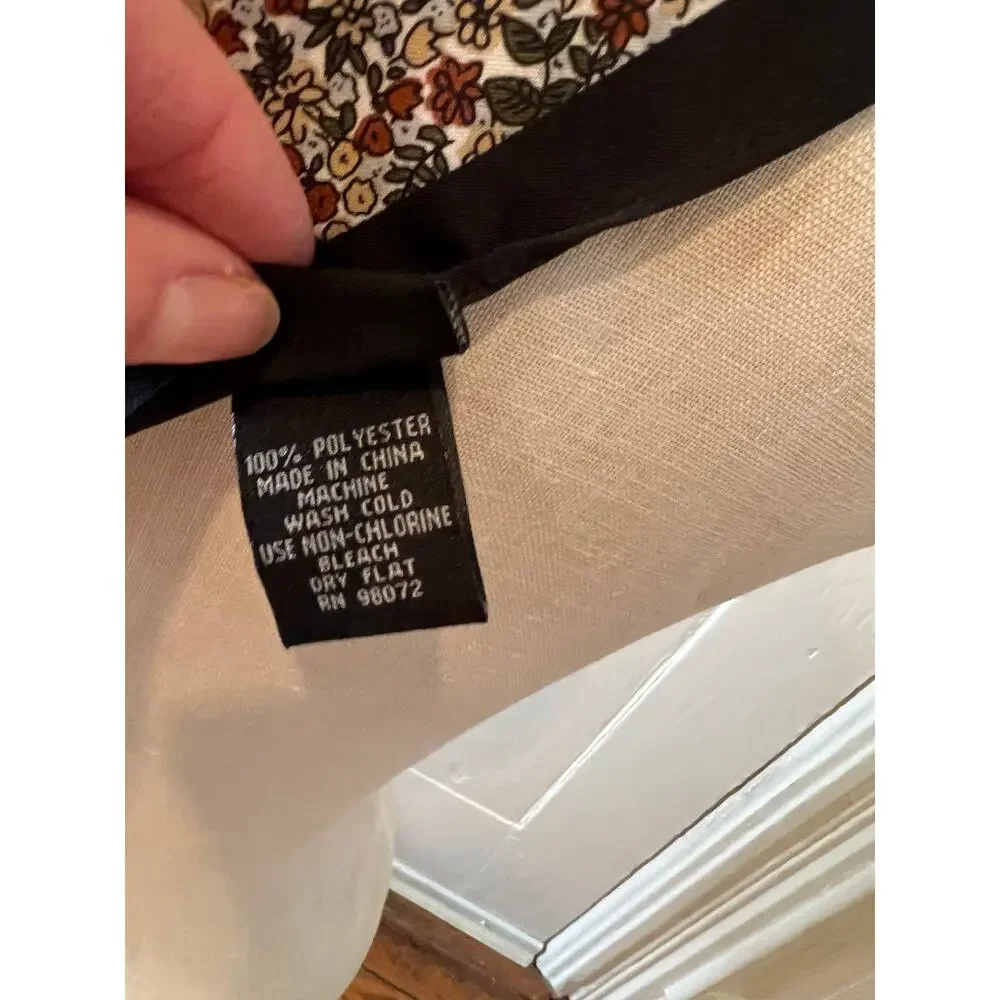 100% POLYESTER
MADE IN CHINA
MACHINE
WASH COLD
USE NON-CHLORINE
BLEACH
DRY FLAT
RN 98072